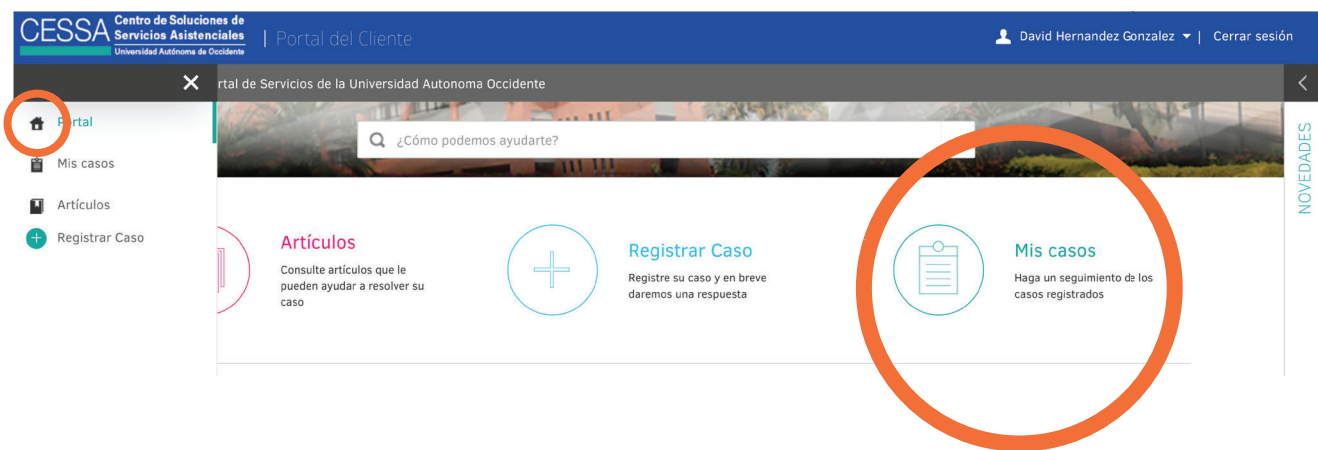 CESSA Centro de Soluciones de
Servicios Asistenciales
Universidad Autónoma de Occidente
| Portal del Cliente
David Hernandez Gonzalez | Cerrar sesión
rtal de Servicios de la Universidad Autonoma Occidente
Portal
Mis casos
Artículos
Registrar Caso
¿Cómo podemos ayudarte?
NOVEDADES
Artículos
Consulte artículos que le
pueden ayudar a resolver su
caso
Registrar Caso
Registre su caso y en breve
daremos una respuesta
Mis casos
Haga un seguimiento de los
casos registrados